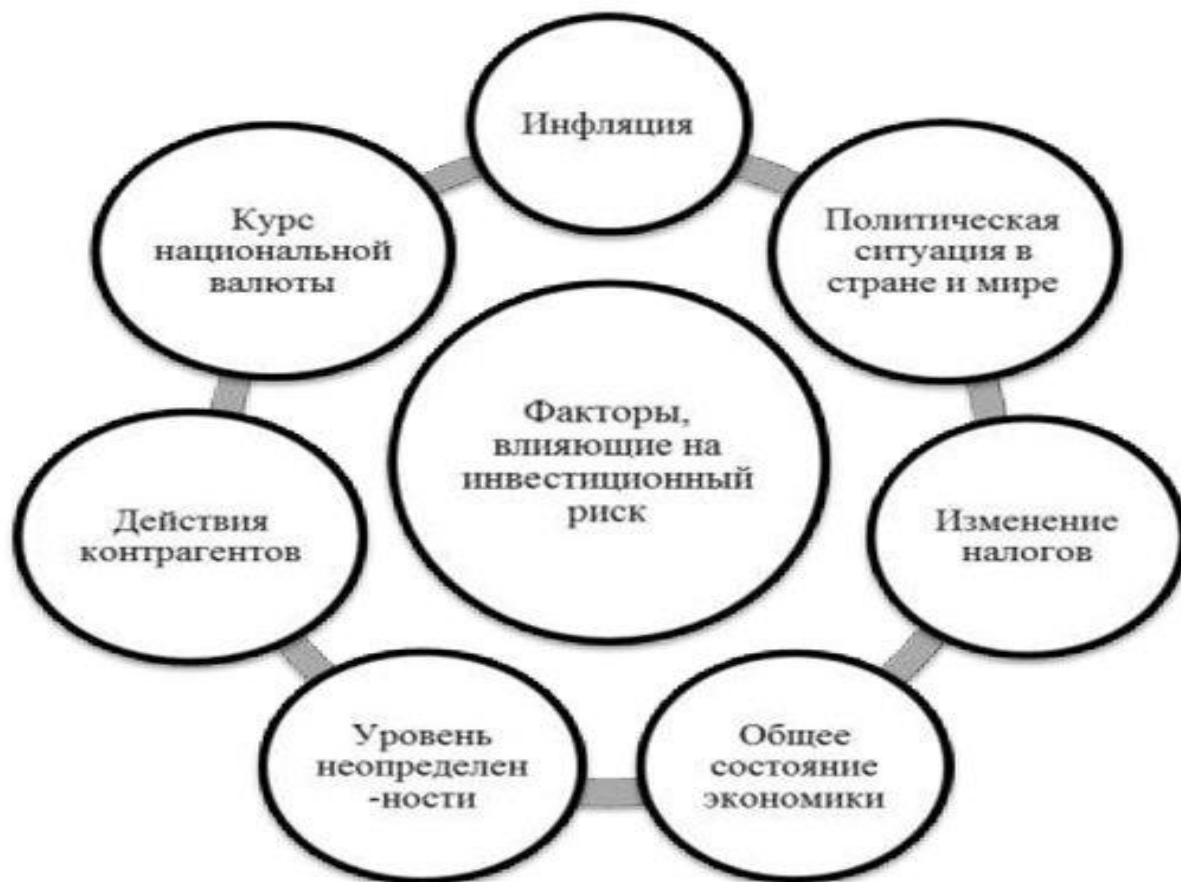 Инфляция
Политическая
ситуация в
стране и мире
Изменение
налогов
Общее
состояние
экономики
Уровень
неопределен
-ности
Действия
контрагентов
Курс
национальной
валюты
Факторы,
влияющие на
инвестиционный
риск